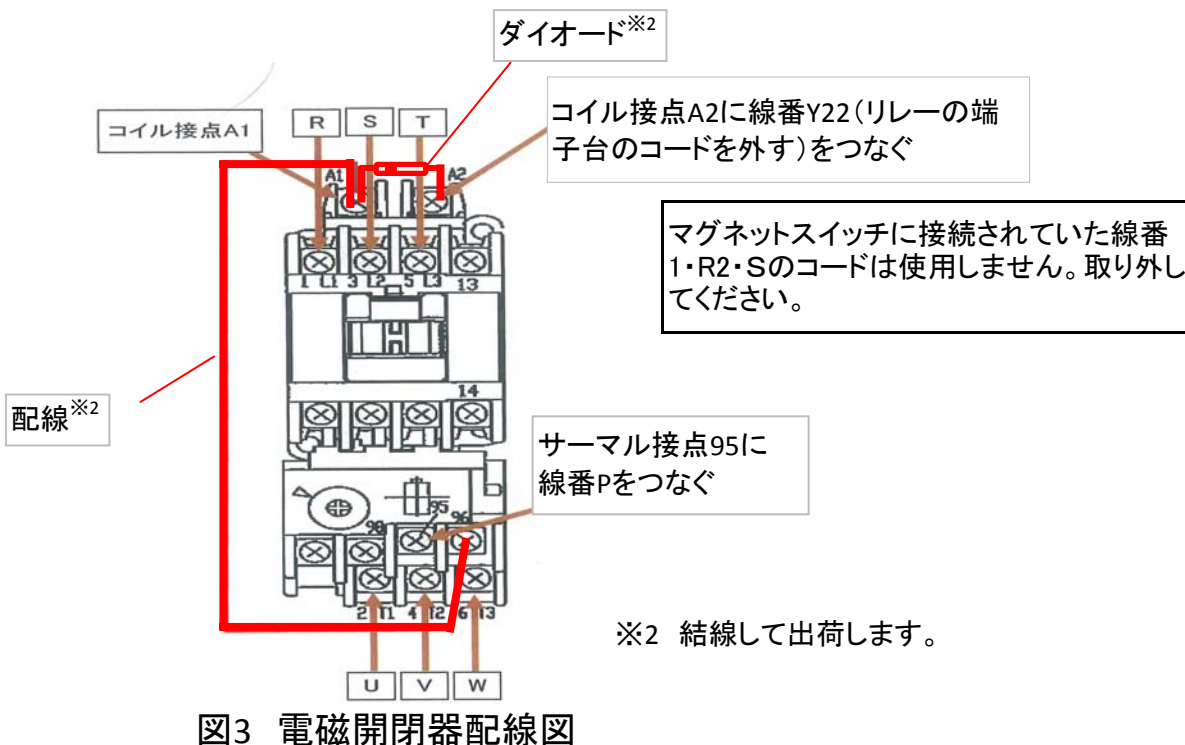 ダイオード※2
コイル接点A1
R S T
コイル接点A2に線番Y22(リレーの端
子台のコードを外す)をつなぐ
A1 A2
マグネットスイッチに接続されていた線番
1・R2・Sのコードは使用しません。取り外し
てください。
1 L1 3 L2 5 L3 13
14
配線※2
サーマル接点95に
線番Pをつなぐ
95 96
98
2 T1 4 T2 6 T3
※2 結線して出荷します。
U V W
図3 電磁開閉器配線図